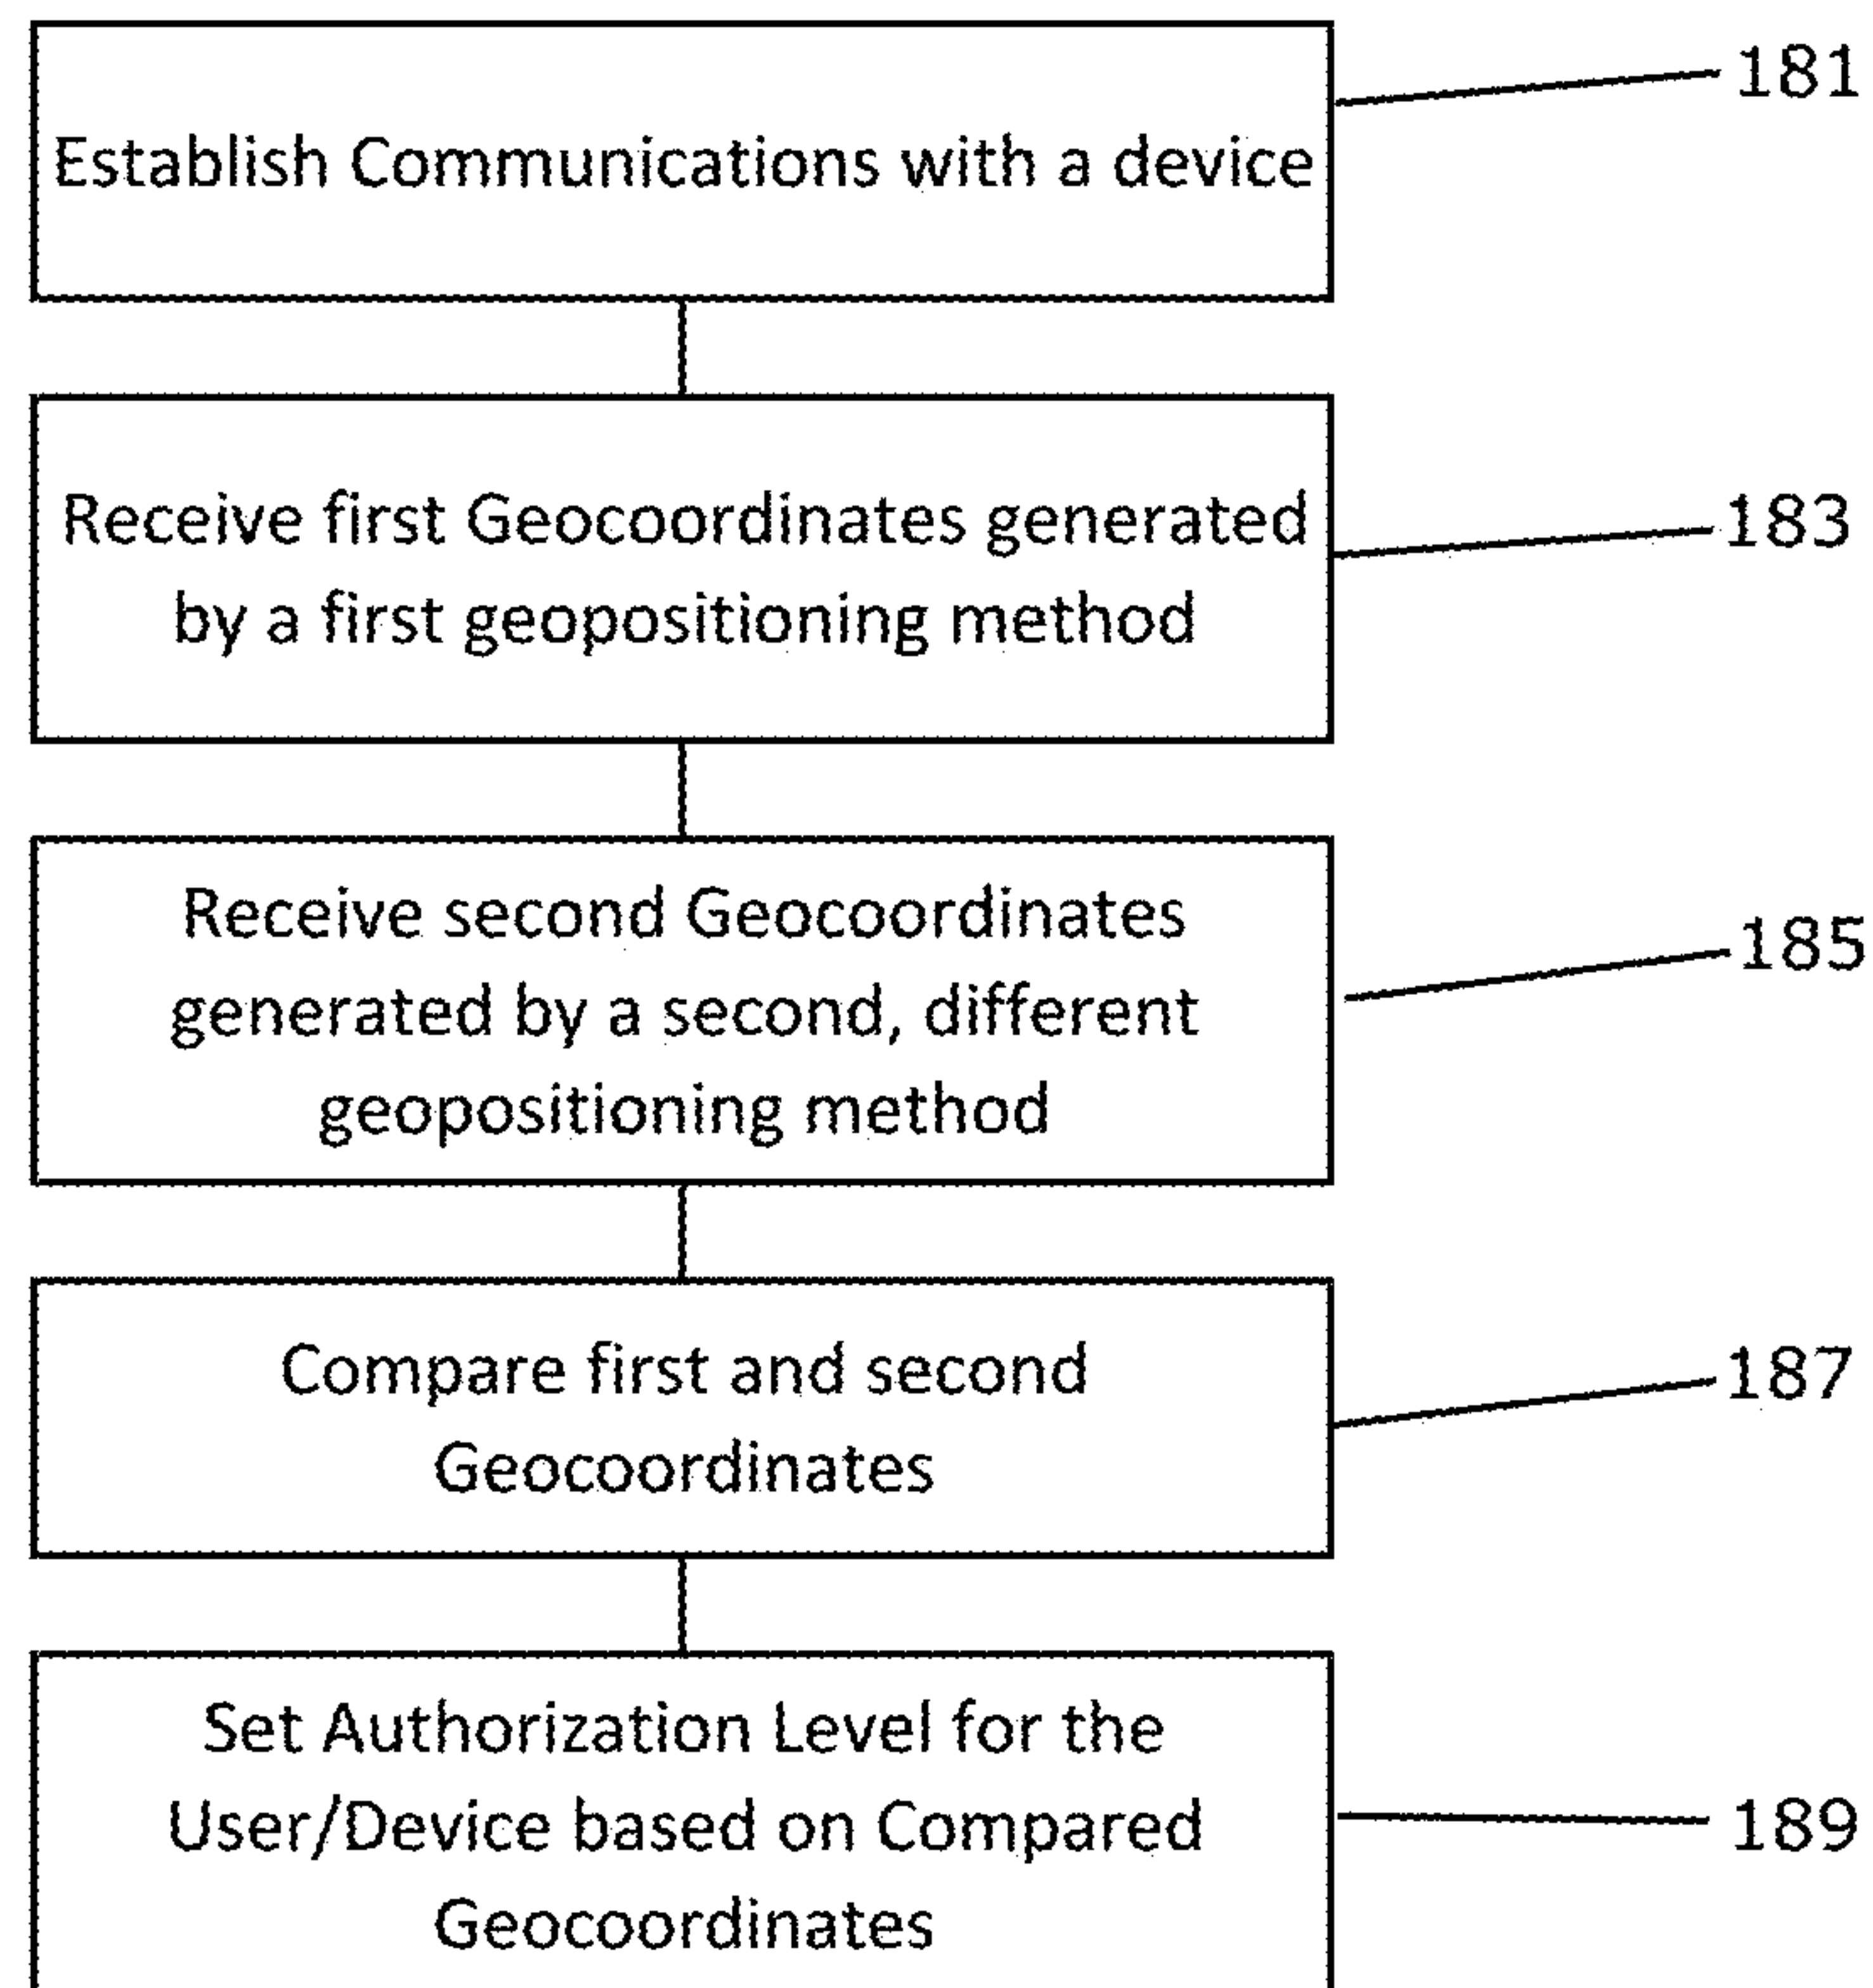 181
Establish Communications with a device
Receive first Geocoordinates generated
183
by a first geopositioning method
Receive second Geocoordinates
185
generated by a second, different
geopositioning method
Compare first and second
187
Geocoordinates
Set Authorization Level for the
User/Device based on Compared
189
Geocoordinates